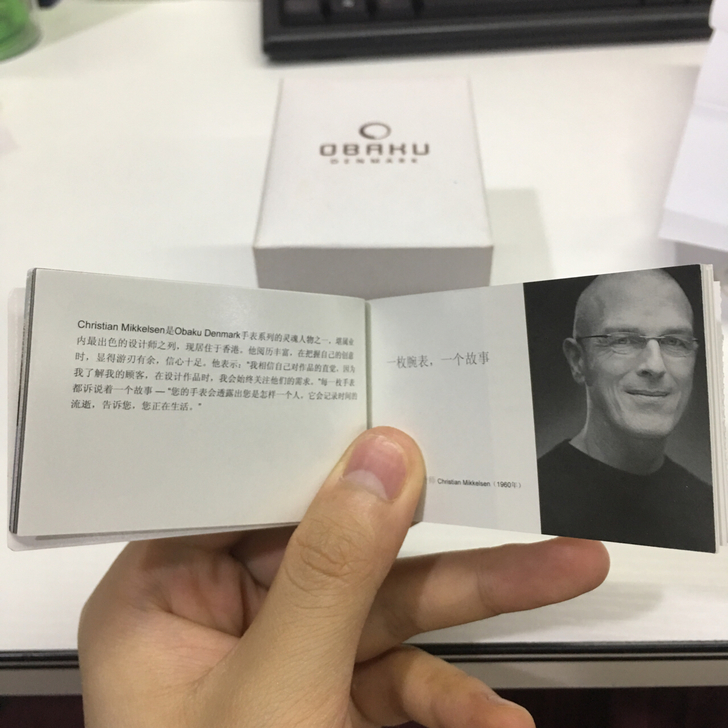 OBAKU
DENMARK
Christian Mikkelsen是Obaku Denmark手表系列的灵魂人物之一，堪属业
内最出色的设计师之列，现居住于香港。他阅历丰富，在把握自己的创意
时，显得游刃有余，信心十足。他表示："我相信自己对作品的直觉，因为
我了解我的顾客，在设计作品时，我会始终关注他们的需求。"每一枚手表
都诉说着一个故事 — "您的手表会透露出您是怎样一个人。它会记录时间的
流逝，告诉您，您正在生活。"
一枚腕表，一个故事
Christian Mikkelsen（1960年）